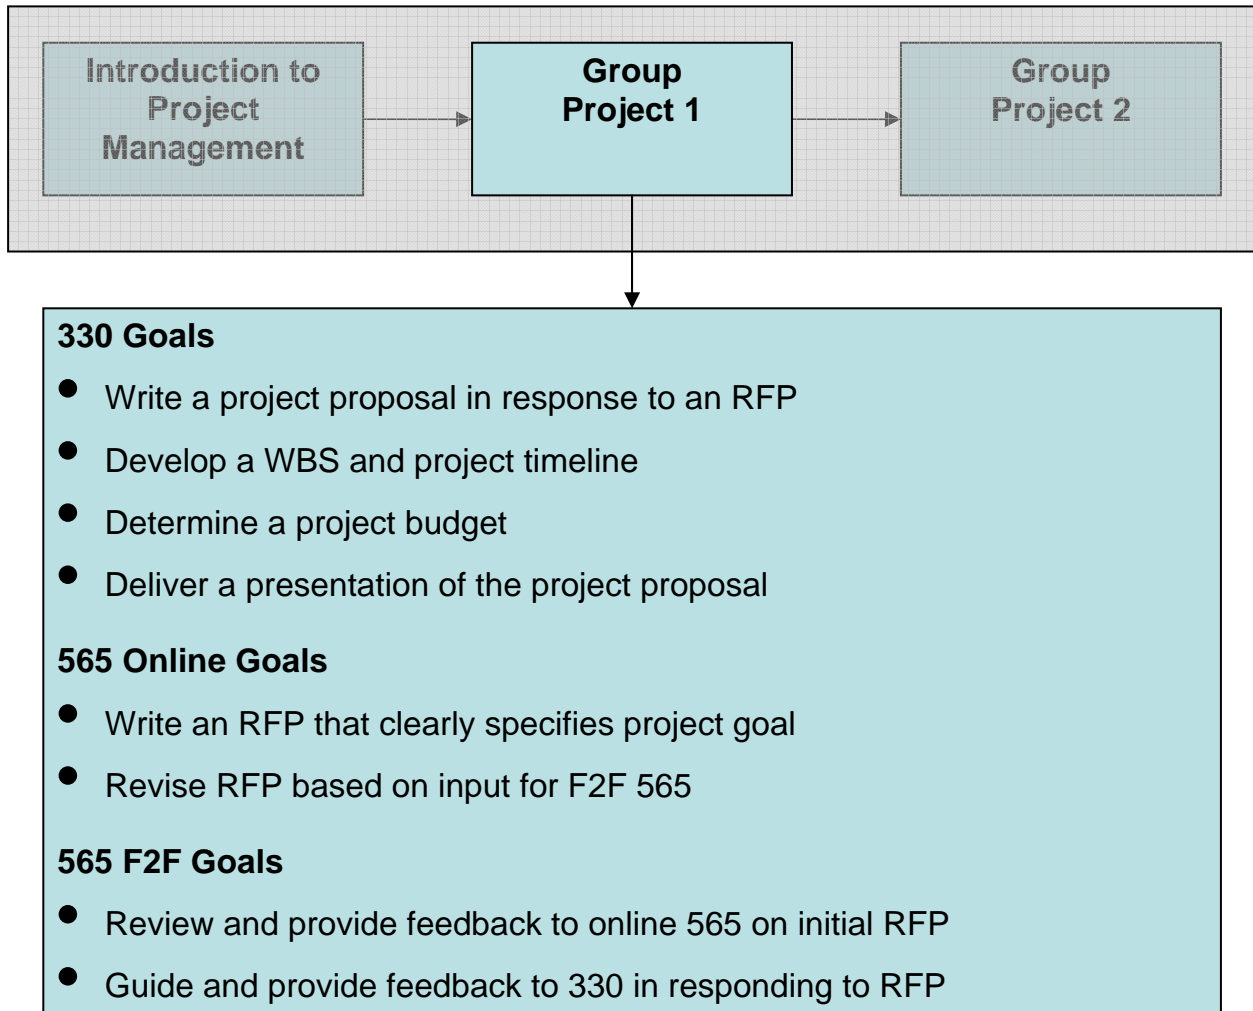 Introduction to
Project
Management
Group
Project 1
Group
Project 2
330 Goals
● Write a project proposal in response to an RFP
● Develop a WBS and project timeline
● Determine a project budget
● Deliver a presentation of the project proposal
565 Online Goals
● Write an RFP that clearly specifies project goal
● Revise RFP based on input for F2F 565
565 F2F Goals
● Review and provide feedback to online 565 on initial RFP
● Guide and provide feedback to 330 in responding to RFP